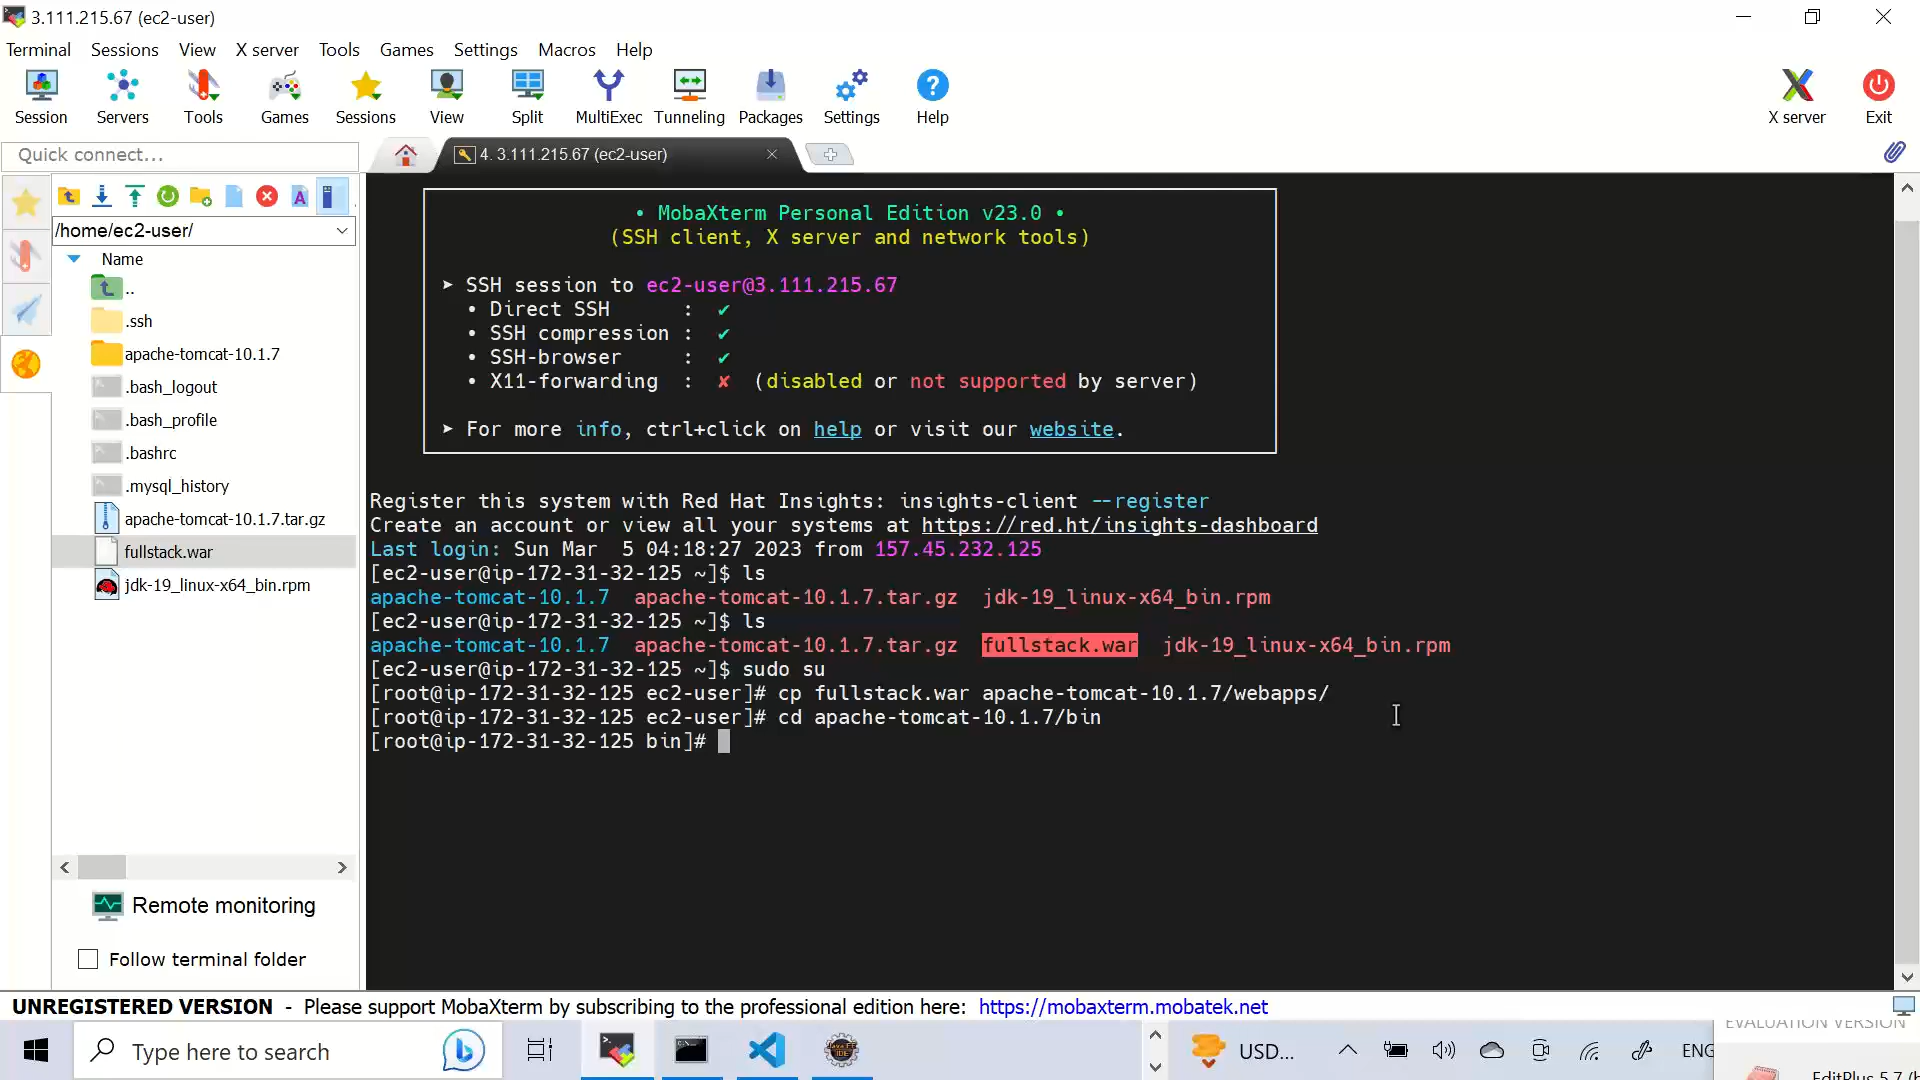 3.111.215.67 (ec2-user)
Terminal Sessions View X server Tools Games Settings Macros Help
Session Servers Tools Games Sessions View Split MultiExec Tunneling Packages Settings Help X server Exit
Quick connect...
4. 3.111.215.67 (ec2-user)
/home/ec2-user/
Name
..
.ssh
apache-tomcat-10.1.7
.bash_logout
.bash_profile
.bashrc
.mysql_history
apache-tomcat-10.1.7.tar.gz
fullstack.war
jdk-19_linux-x64_bin.rpm
Remote monitoring
Follow terminal folder
• MobaXterm Personal Edition v23.0 •
(SSH client, X server and network tools)
➤ SSH session to ec2-user@3.111.215.67
• Direct SSH : ✔
• SSH compression : ✔
• SSH-browser : ✔
• X11-forwarding : ✘ (disabled or not supported by server)
➤ For more info, ctrl+click on help or visit our website.
Register this system with Red Hat Insights: insights-client --register
Create an account or view all your systems at https://red.ht/insights-dashboard
Last login: Sun Mar 5 04:18:27 2023 from 157.45.232.125
[ec2-user@ip-172-31-32-125 ~]$ ls
apache-tomcat-10.1.7 apache-tomcat-10.1.7.tar.gz jdk-19_linux-x64_bin.rpm
[ec2-user@ip-172-31-32-125 ~]$ ls
apache-tomcat-10.1.7 apache-tomcat-10.1.7.tar.gz fullstack.war jdk-19_linux-x64_bin.rpm
[ec2-user@ip-172-31-32-125 ~]$ sudo su
[root@ip-172-31-32-125 ec2-user]# cp fullstack.war apache-tomcat-10.1.7/webapps/
[root@ip-172-31-32-125 ec2-user]# cd apache-tomcat-10.1.7/bin
[root@ip-172-31-32-125 bin]#
UNREGISTERED VERSION - Please support MobaXterm by subscribing to the professional edition here: https://mobaxterm.mobatek.net
EVALUATION VERSION
Type here to search
USD...
ENG
EditPlus 5.7